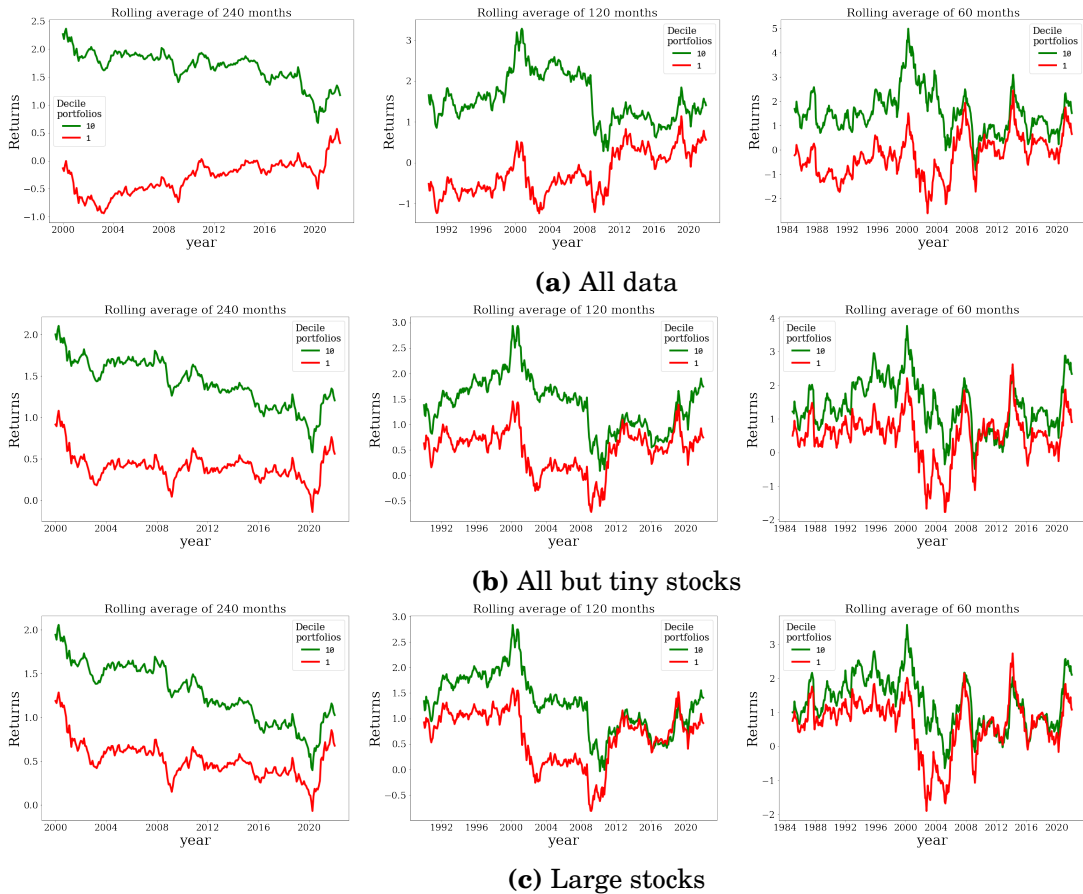 Rolling average of 240 months
Returns
2.5
2.0
1.5
1.0
0.5
0.0
−0.5
−1.0
Decile
portfolios
10
1
2000 2004 2008 2012 2016 2020
year
Rolling average of 120 months
Returns
3
2
1
0
−1
Decile
portfolios
10
1
1992 1996 2000 2004 2008 2012 2016 2020
year
Rolling average of 60 months
Returns
5
4
3
2
1
0
−1
−2
Decile
portfolios
10
1
1984 1988 1992 1996 2000 2004 2008 2012 2016 2020
year
(a) All data
Rolling average of 240 months
Returns
2.0
1.5
1.0
0.5
0.0
Decile
portfolios
10
1
2000 2004 2008 2012 2016 2020
year
Rolling average of 120 months
Returns
3.0
2.5
2.0
1.5
1.0
0.5
0.0
−0.5
Decile
portfolios
10
1
1992 1996 2000 2004 2008 2012 2016 2020
year
Rolling average of 60 months
Returns
4
3
2
1
0
−1
−2
Decile
portfolios
10
1
1984 1988 1992 1996 2000 2004 2008 2012 2016 2020
year
(b) All but tiny stocks
Rolling average of 240 months
Returns
2.0
1.5
1.0
0.5
0.0
Decile
portfolios
10
1
2000 2004 2008 2012 2016 2020
year
Rolling average of 120 months
Returns
3.0
2.5
2.0
1.5
1.0
0.5
0.0
−0.5
Decile
portfolios
10
1
1992 1996 2000 2004 2008 2012 2016 2020
year
Rolling average of 60 months
Returns
3
2
1
0
−1
−2
Decile
portfolios
10
1
1984 1988 1992 1996 2000 2004 2008 2012 2016 2020
year
(c) Large stocks